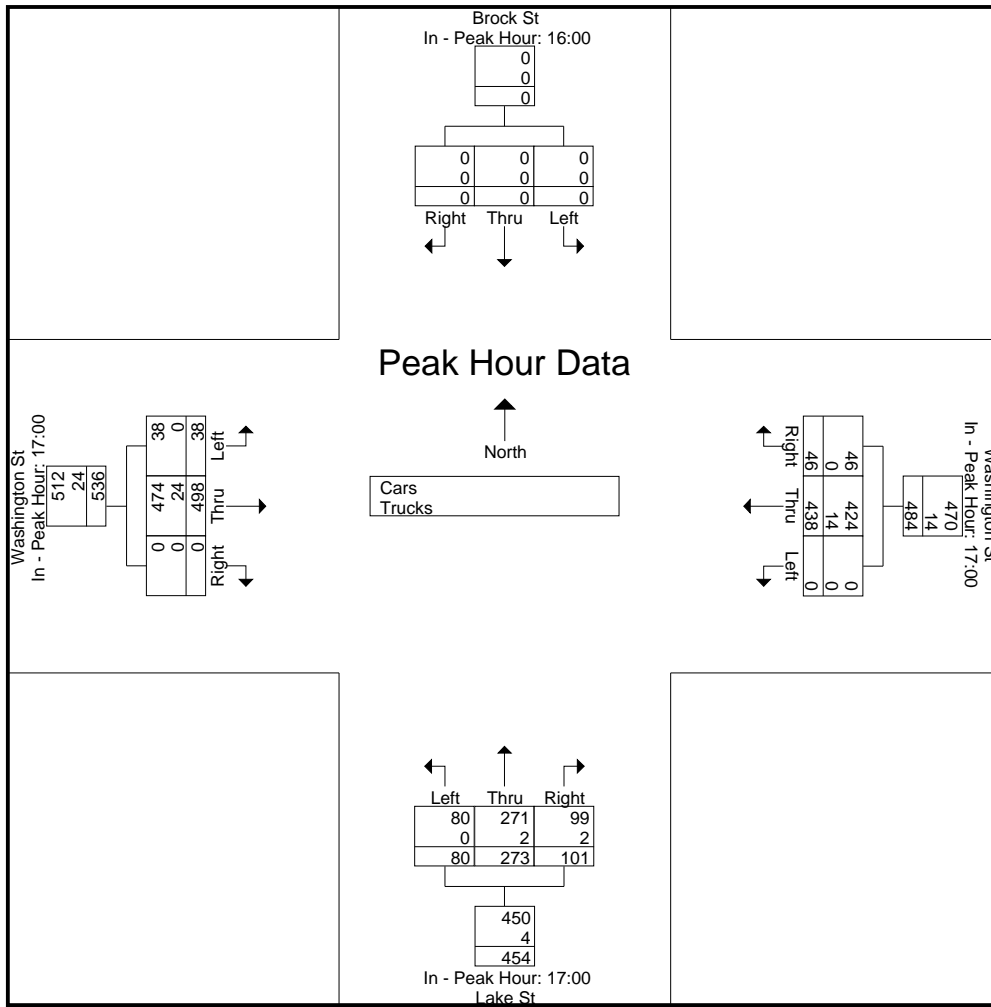 Brock St
In - Peak Hour: 16:00
0
0
0
0 0 0
0 0 0
0 0 0
Right Thru Left
Peak Hour Data
North
Cars
Trucks
Washington St
In - Peak Hour: 17:00
512
24
536
38 0 38
Left
474 24 498
Thru
0 0 0
Right
Right
46 0 46
Thru
438 14 424
Left
0 0 0
470
14
484
In - Peak Hour: 17:00
Washington St
Left Thru Right
80 271 99
0 2 2
80 273 101
450
4
454
In - Peak Hour: 17:00
Lake St